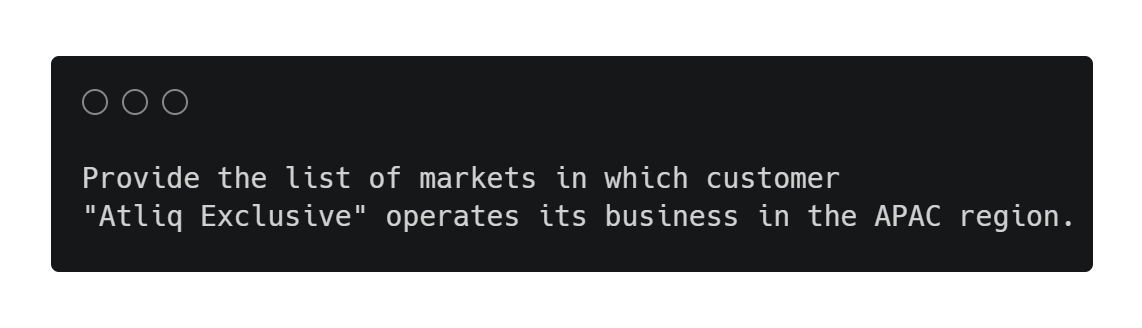 Provide the list of markets in which customer
"Atliq Exclusive" operates its business in the APAC region.